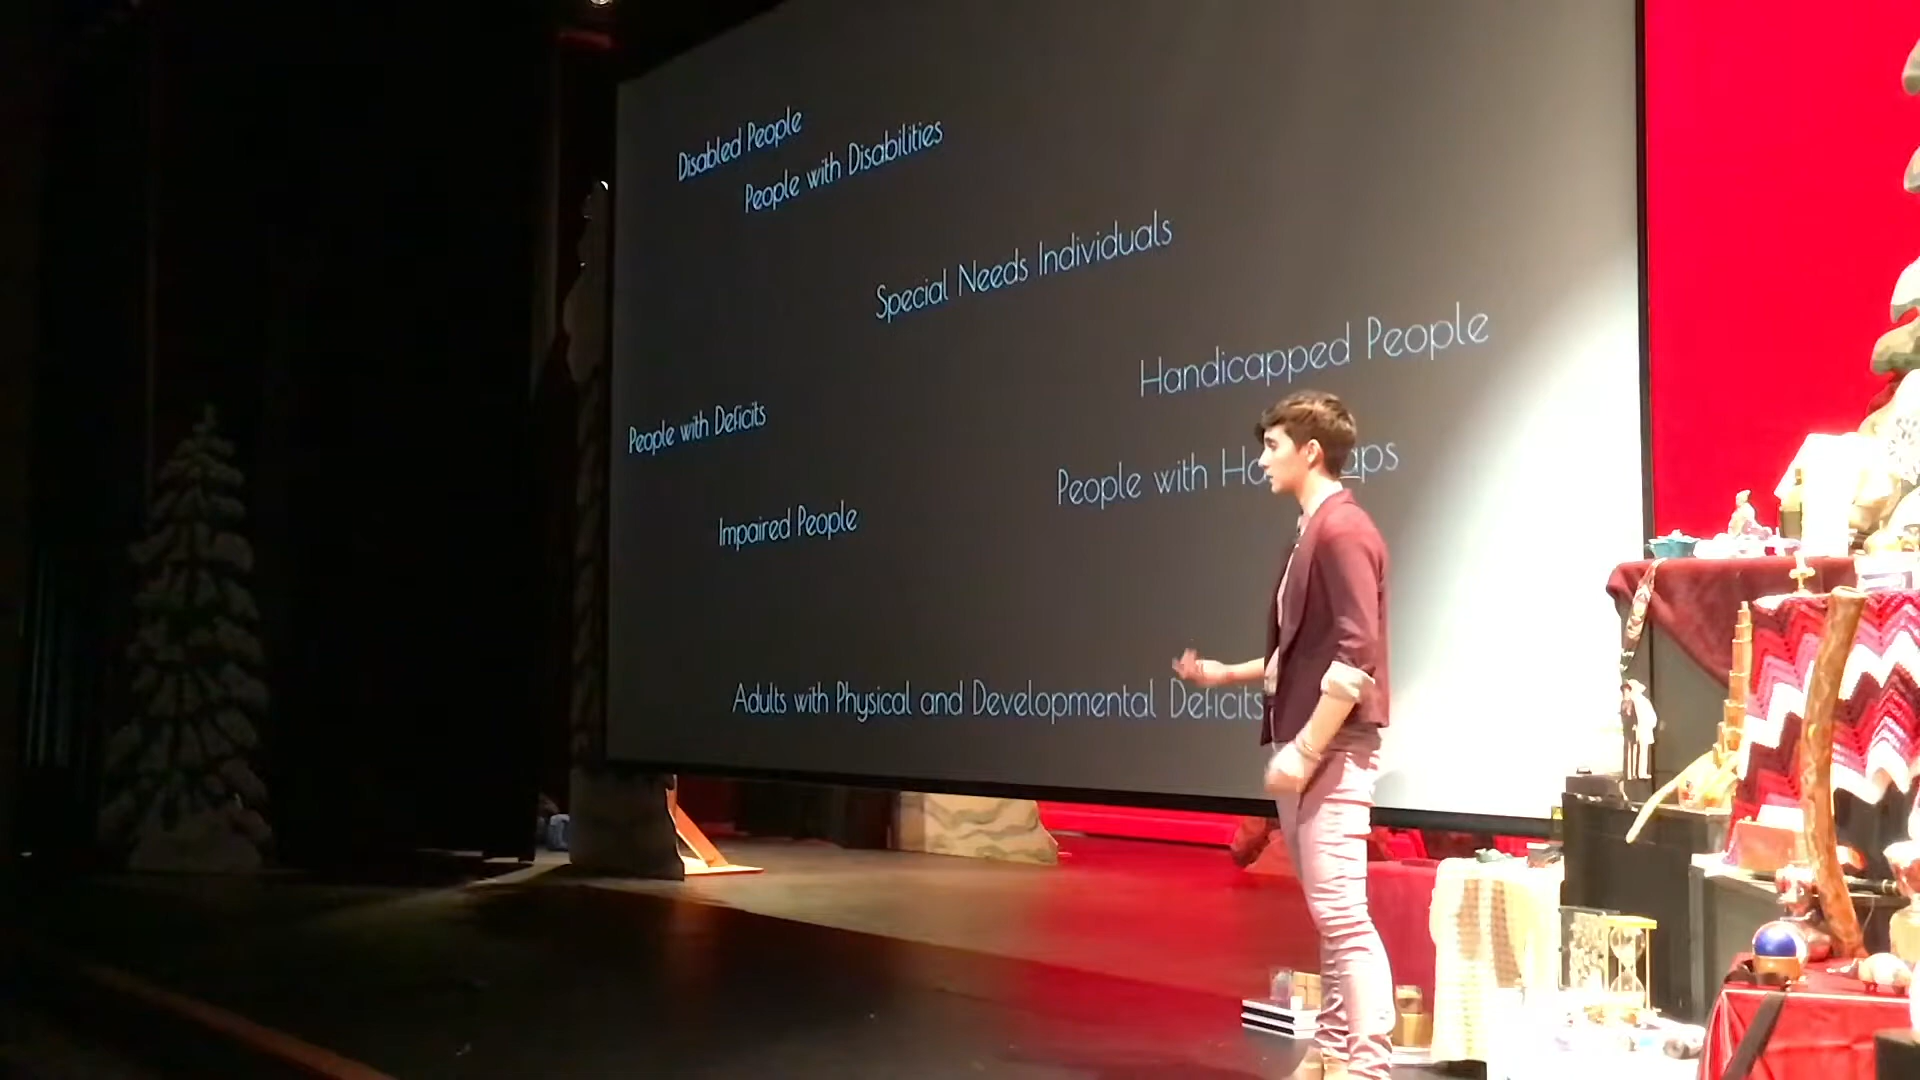 Disabled People
People with Disabilities
Special Needs Individuals
Handicapped People
People with Deficits
People with
Impaired People
Adults with Physical and Developmental Deficits